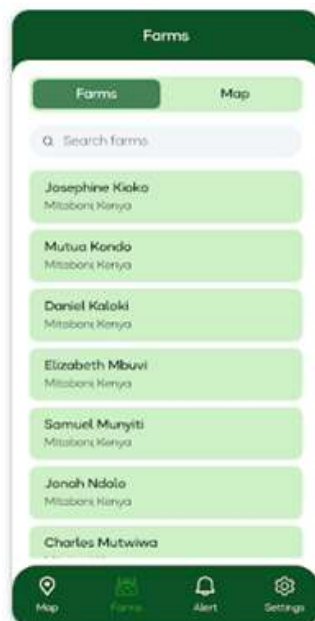 Farms
Farms
Map
Search farms
Josephine Kioko
Mitaboni, Kenya
Mutua Kondo
Mitaboni, Kenya
Daniel Kaloki
Mitaboni, Kenya
Elizabeth Mbuvi
Mitaboni, Kenya
Samuel Munyiti
Mitaboni, Kenya
Jonah Ndolo
Mitaboni, Kenya
Charles Mutwiwa
Map
Farms
Alert
Settings